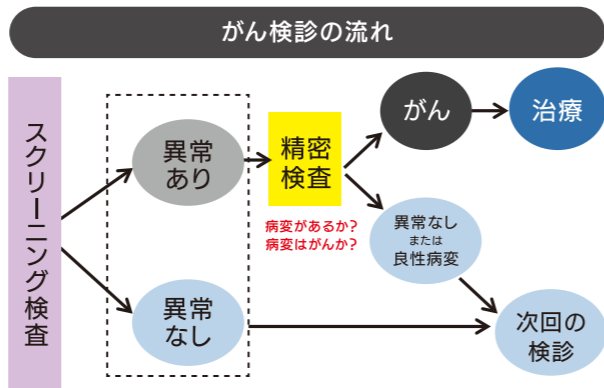 がん検診の流れ
スクリーニング検査
異常
あり
精密
検査
がん
治療
病変があるか?
病変はがんか?
異常なし
または
良性病変
異常
なし
次回の
検診